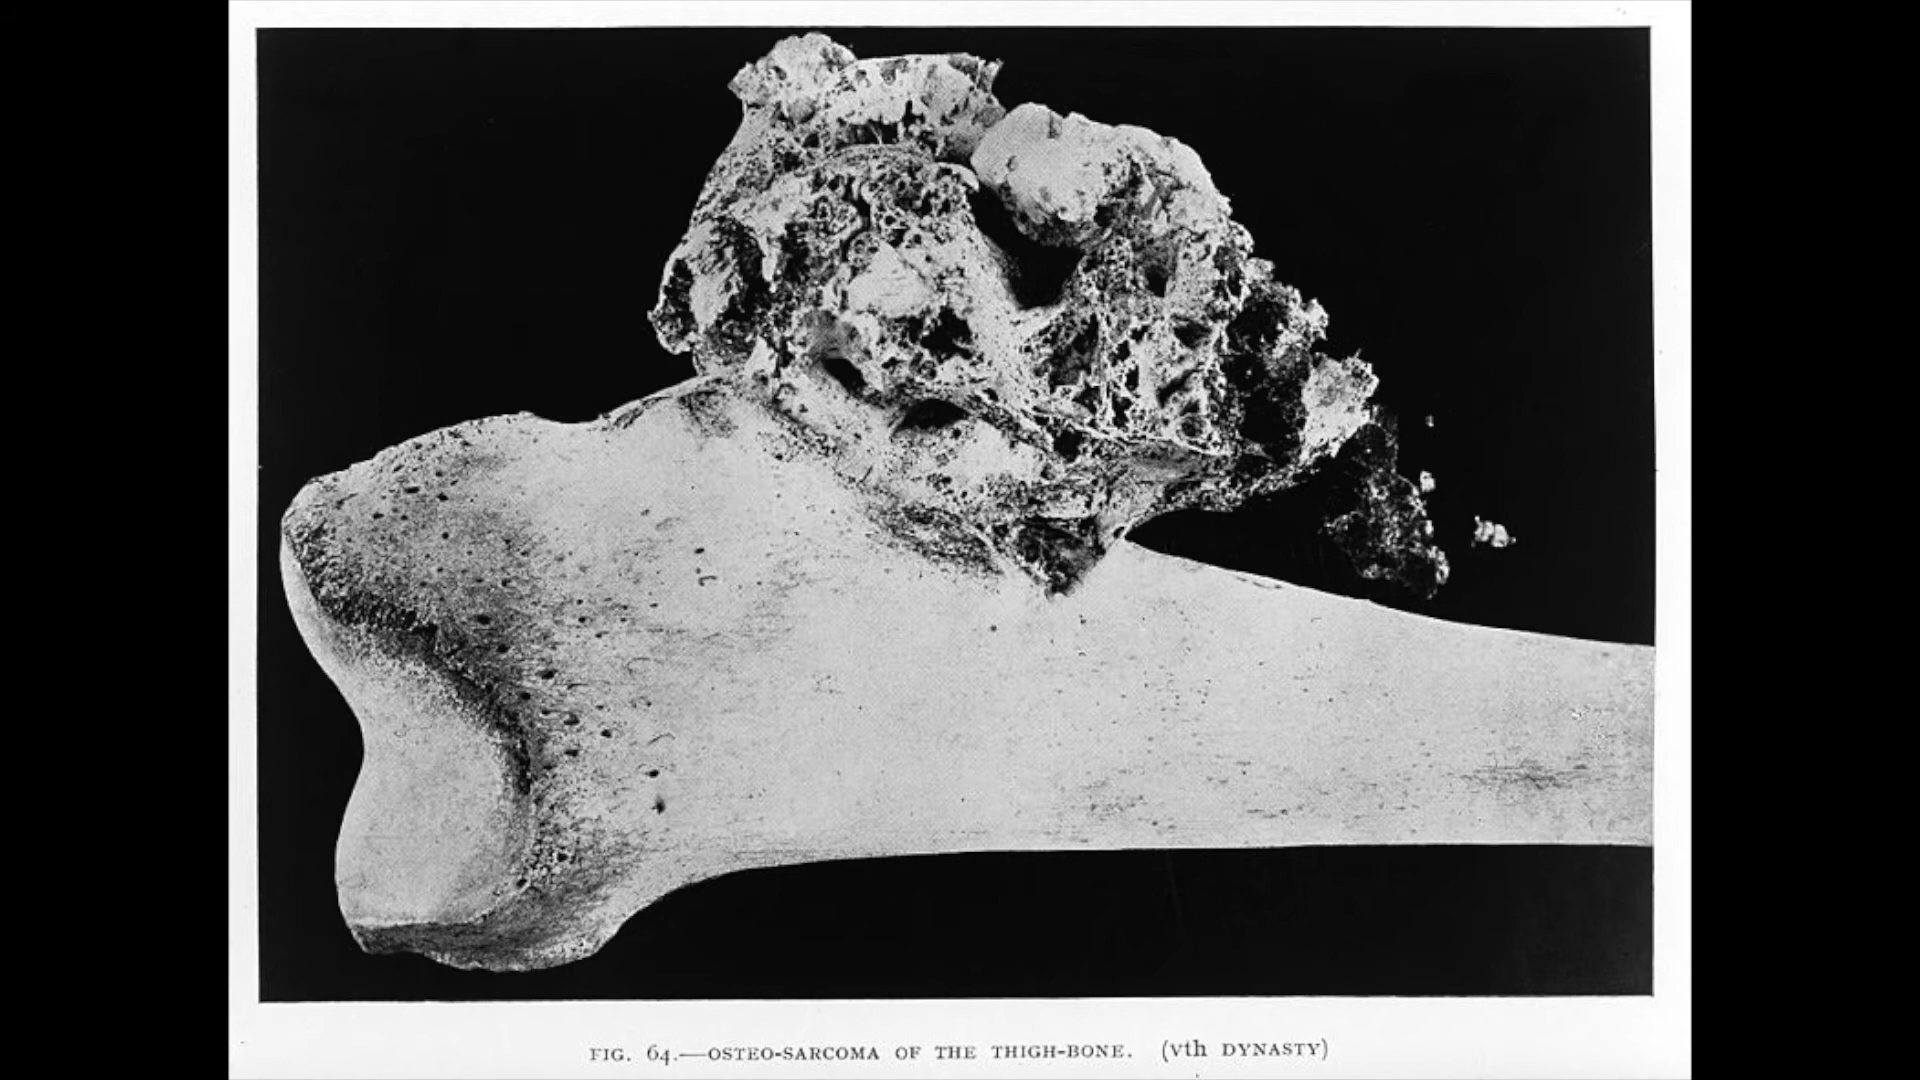 FIG. 64.—OSTEO-SARCOMA OF THE THIGH-BONE. (vth DYNASTY)